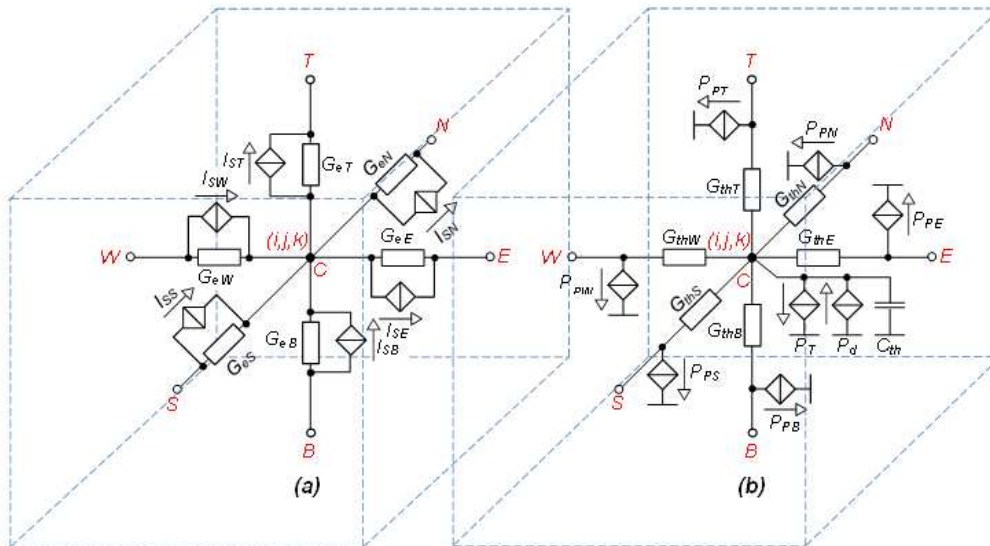 T
N
I_ST
G_eT
G_eN
I_SW
I_SN
(i,j,k)
G_eE
W
E
G_eW
C
I_SS
I_SE
I_SB
G_eB
G_eS
S
B
(a)
T
P_PT
N
P_PN
G_thT
G_thN
P_PE
G_thW
(i,j,k)
G_thE
W
E
P_PW
C
G_thS
G_thB
P_T
P_d
C_th
P_PS
S
P_PB
B
(b)